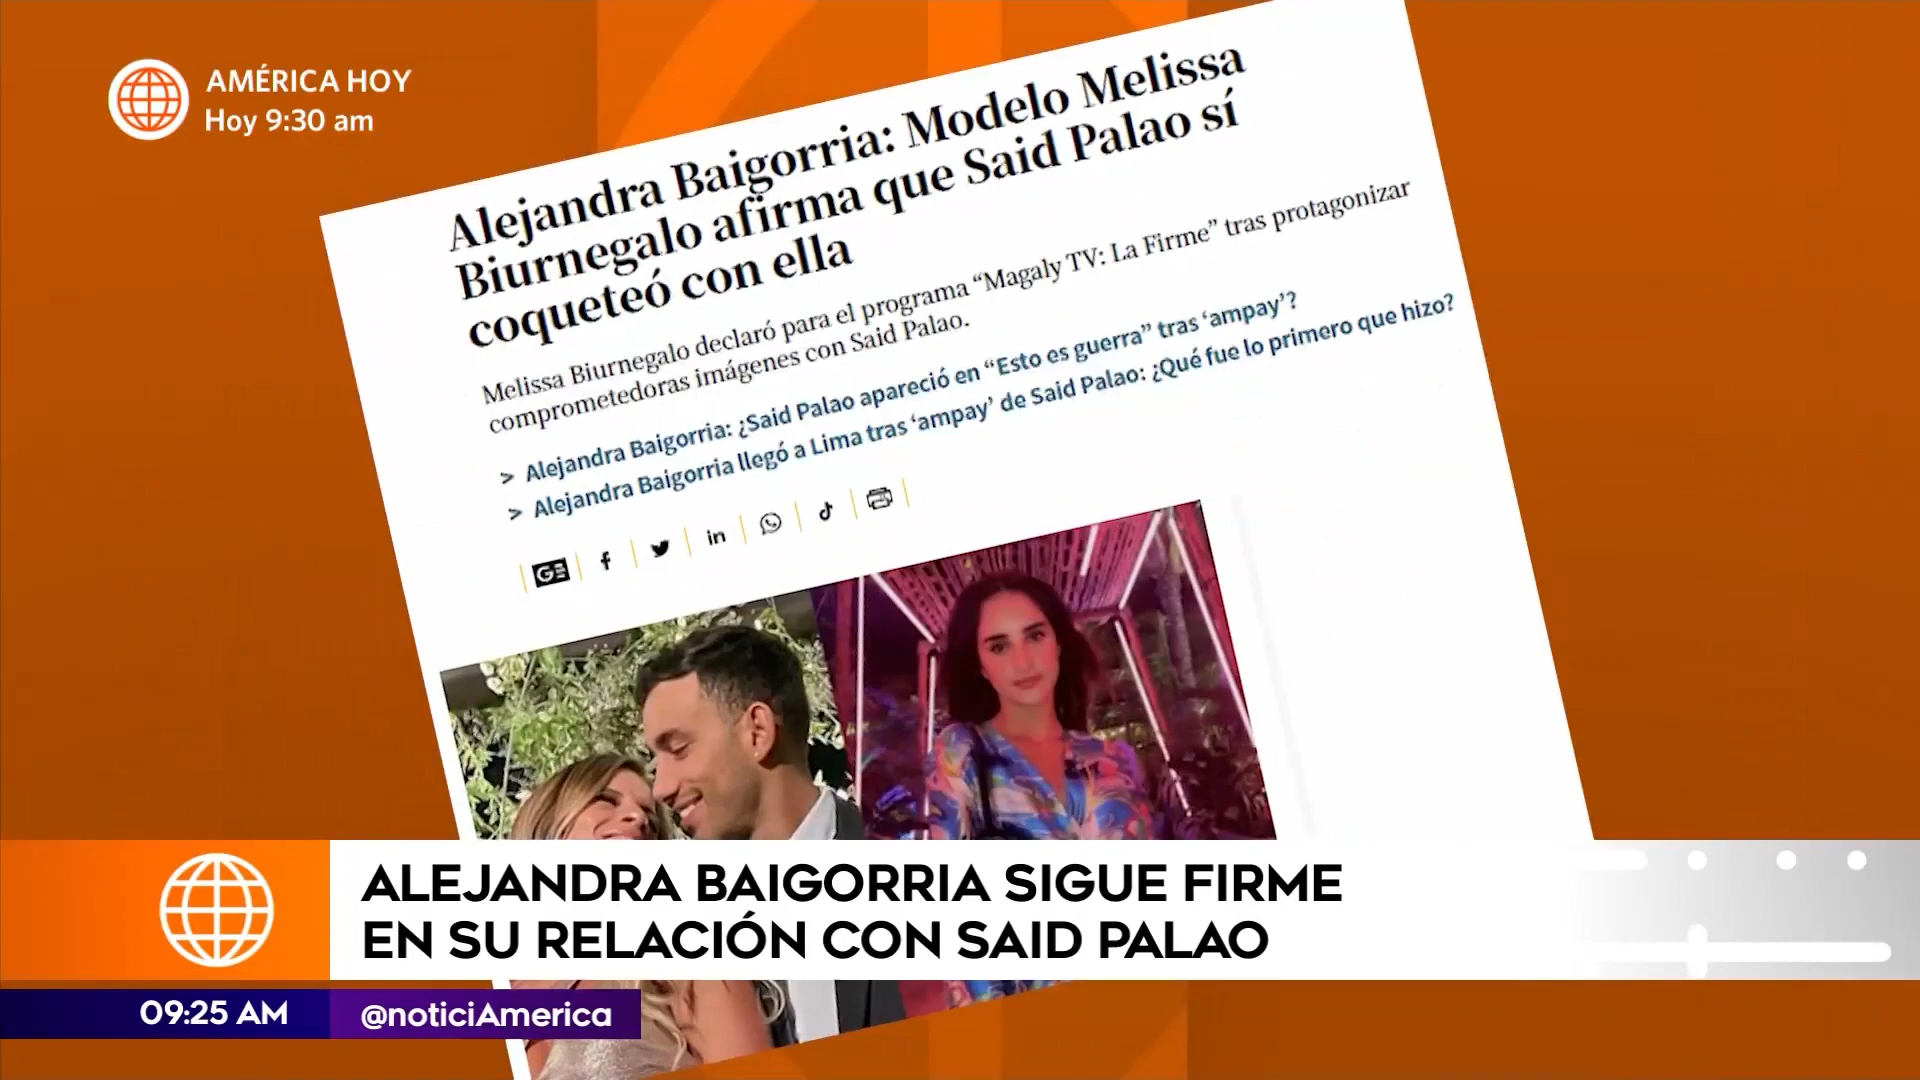 AMÉRICA HOY
Hoy 9:30 am
Alejandra Baigorria: Modelo Melissa
Biurnegalo afirma que Said Palao sí
coqueteó con ella
Melissa Biurnegalo declaró para el programa “Magaly TV: La Firme” tras protagonizar
comprometedoras imágenes con Said Palao.
> Alejandra Baigorria: ¿Said Palao apareció en “Esto es guerra” tras ‘ampay’?
> Alejandra Baigorria llegó a Lima tras ‘ampay’ de Said Palao: ¿Qué fue lo primero que hizo?
ALEJANDRA BAIGORRIA SIGUE FIRME
EN SU RELACIÓN CON SAID PALAO
09:25 AM
@noticiAmerica